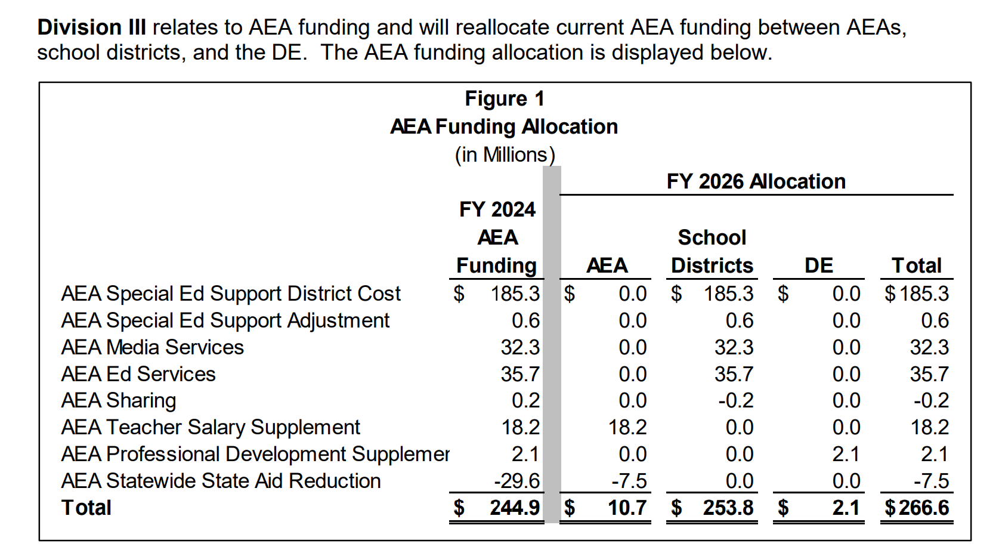 Division III relates to AEA funding and will reallocate current AEA funding between AEAs,
school districts, and the DE.  The AEA funding allocation is displayed below.
Figure 1
AEA Funding Allocation
(in Millions)
FY 2026 Allocation
FY 2024
AEA School
Funding AEA Districts DE Total
AEA Special Ed Support District Cost $ 185.3 $ 0.0 $ 185.3 $ 0.0 $ 185.3
AEA Special Ed Support Adjustment 0.6 0.0 0.6 0.0 0.6
AEA Media Services 32.3 0.0 32.3 0.0 32.3
AEA Ed Services 35.7 0.0 35.7 0.0 35.7
AEA Sharing 0.2 0.0 -0.2 0.0 -0.2
AEA Teacher Salary Supplement 18.2 18.2 0.0 0.0 18.2
AEA Professional Development Supplemer 2.1 0.0 0.0 2.1 2.1
AEA Statewide State Aid Reduction -29.6 -7.5 0.0 0.0 -7.5
Total $ 244.9 $ 10.7 $ 253.8 $ 2.1 $ 266.6